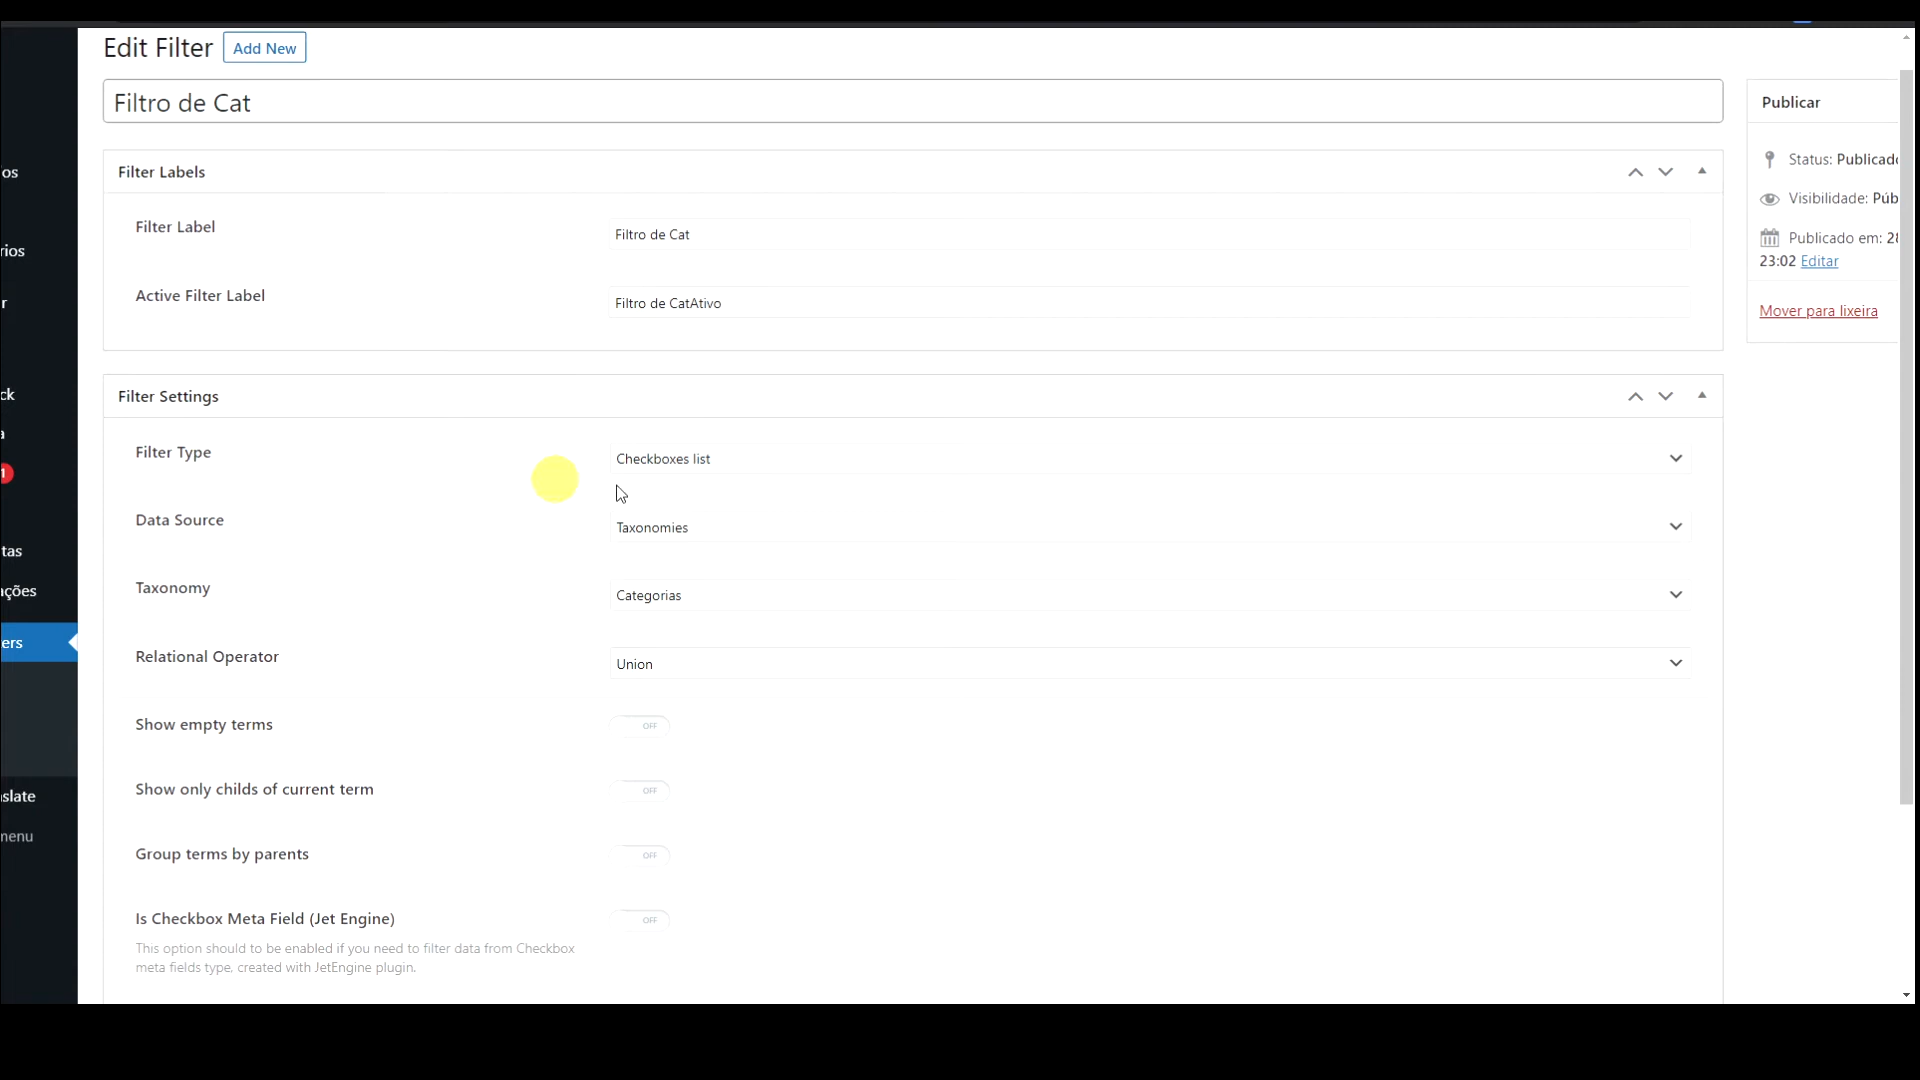 Edit Filter Add New
Filtro de Cat
Publicar
Filter Labels
Status: Publicado
Visibilidade: Púb
Filter Label
Filtro de Cat
Publicado em: 28
23:02 Editar
Active Filter Label
Filtro de CatAtivo
Mover para lixeira
Filter Settings
Filter Type
Checkboxes list
Data Source
Taxonomies
Taxonomy
Categorias
Relational Operator
Union
Show empty terms
OFF
Show only childs of current term
OFF
Group terms by parents
OFF
Is Checkbox Meta Field (Jet Engine)
OFF
This option should to be enabled if you need to filter data from Checkbox
meta fields type, created with JetEngine plugin.
os
rios
r
ck
a
1
tas
ações
ers
slate
menu